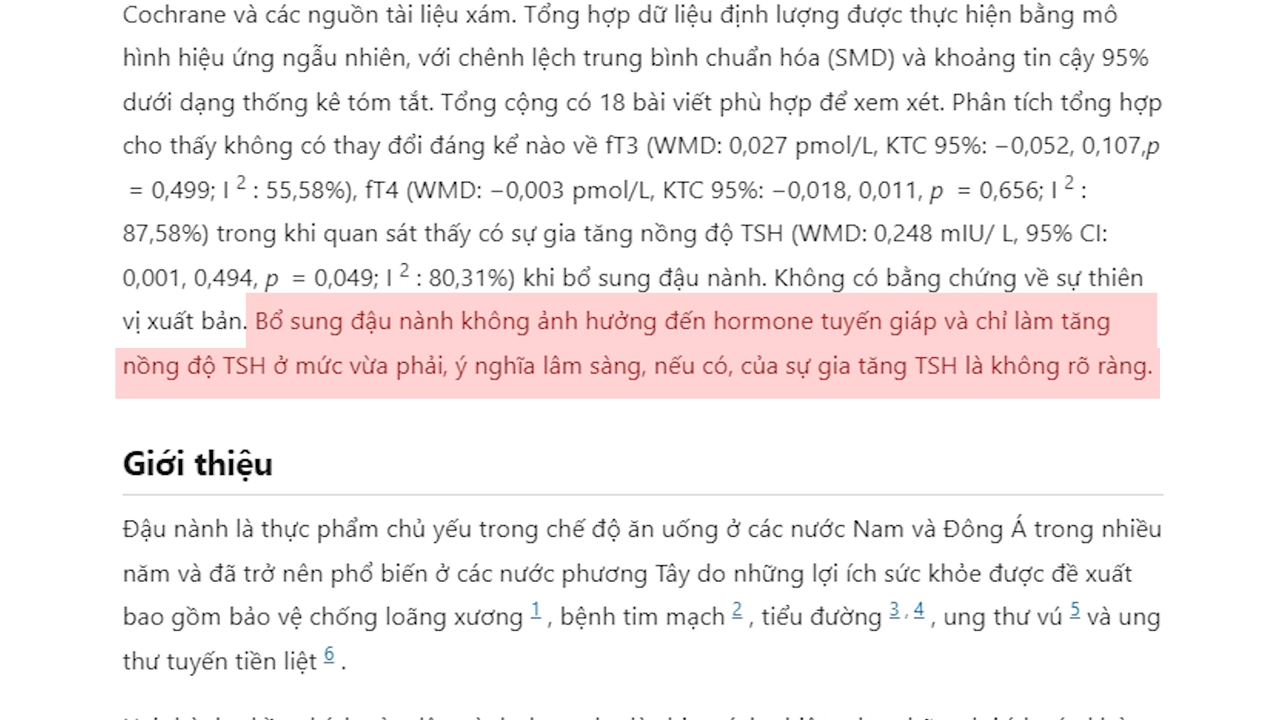 Cochrane và các nguồn tài liệu xám. Tổng hợp dữ liệu định lượng được thực hiện bằng mô
hình hiệu ứng ngẫu nhiên, với chênh lệch trung bình chuẩn hóa (SMD) và khoảng tin cậy 95%
dưới dạng thống kê tóm tắt. Tổng cộng có 18 bài viết phù hợp để xem xét. Phân tích tổng hợp
cho thấy không có thay đổi đáng kể nào về fT3 (WMD: 0,027 pmol/L, KTC 95%: −0,052, 0,107,p
= 0,499; I 2 : 55,58%), fT4 (WMD: −0,003 pmol/L, KTC 95%: −0,018, 0,011, p = 0,656; I 2 :
87,58%) trong khi quan sát thấy có sự gia tăng nồng độ TSH (WMD: 0,248 mIU/ L, 95% CI:
0,001, 0,494, p = 0,049; I 2 : 80,31%) khi bổ sung đậu nành. Không có bằng chứng về sự thiên
vị xuất bản. Bổ sung đậu nành không ảnh hưởng đến hormone tuyến giáp và chỉ làm tăng
nồng độ TSH ở mức vừa phải, ý nghĩa lâm sàng, nếu có, của sự gia tăng TSH là không rõ ràng.
Giới thiệu
Đậu nành là thực phẩm chủ yếu trong chế độ ăn uống ở các nước Nam và Đông Á trong nhiều
năm và đã trở nên phổ biến ở các nước phương Tây do những lợi ích sức khỏe được đề xuất
bao gồm bảo vệ chống loãng xương 1 , bệnh tim mạch 2 , tiểu đường 3 , 4 , ung thư vú 5 và ung
thư tuyến tiền liệt 6 .